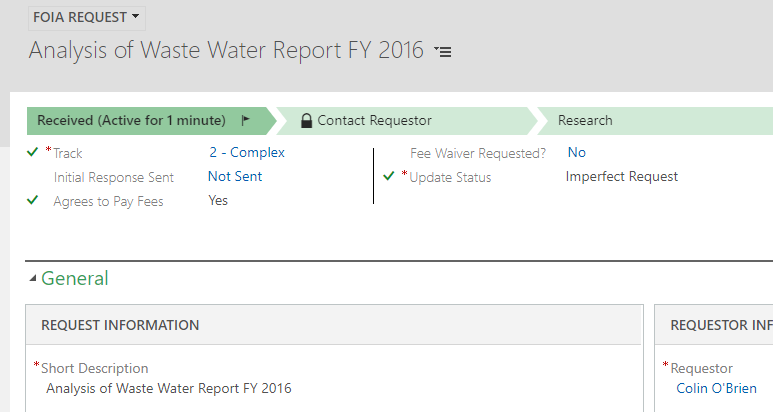 FOIA REQUEST
Analysis of Waste Water Report FY 2016
Received (Active for 1 minute) Contact Requestor Research
*Track 2 - Complex Fee Waiver Requested? No
Initial Response Sent Not Sent *Update Status Imperfect Request
Agrees to Pay Fees Yes
General
REQUEST INFORMATION REQUESTOR INF
*Short Description *Requestor
Analysis of Waste Water Report FY 2016 Colin O'Brien